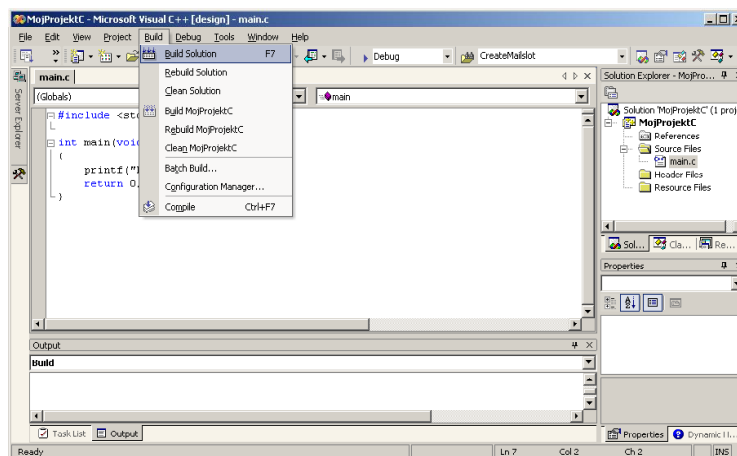 MojProjektC - Microsoft Visual C++ [design] - main.c
File Edit View Project Build Debug Tools Window Help
Debug CreateMailslot
Build Solution F7
Rebuild Solution
Clean Solution
Build MojProjektC
Rebuild MojProjektC
Clean MojProjektC
Batch Build...
Configuration Manager...
Compile Ctrl+F7
Server Explorer
main.c
(Globals) main
#include <st
int main(voi
{
printf("
return 0
}
Solution Explorer - MojPro...
Solution 'MojProjektC' (1 proj
MojProjektC
References
Source Files
main.c
Header Files
Resource Files
Sol... Cla... Re...
Properties
Output
Build
Task List Output
Properties Dynamic H...
Ready Ln 7 Col 2 Ch 2 INS